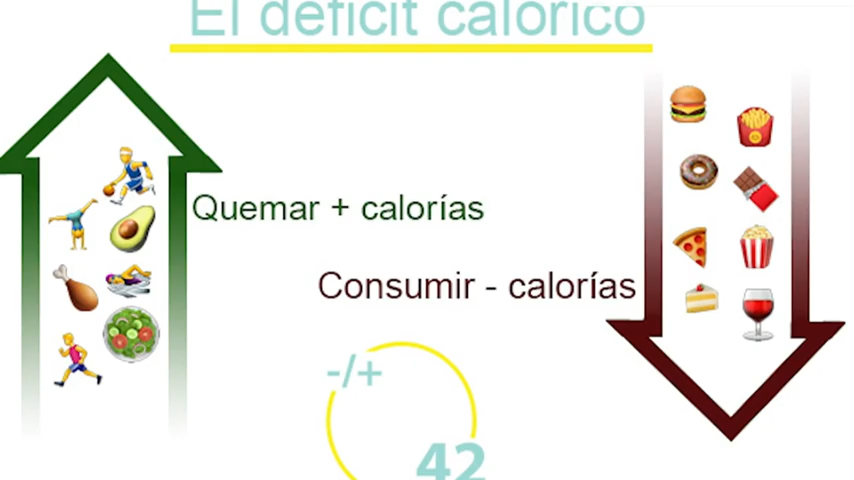 El déficit calórico
Quemar + calorías
Consumir - calorías
-/+
42